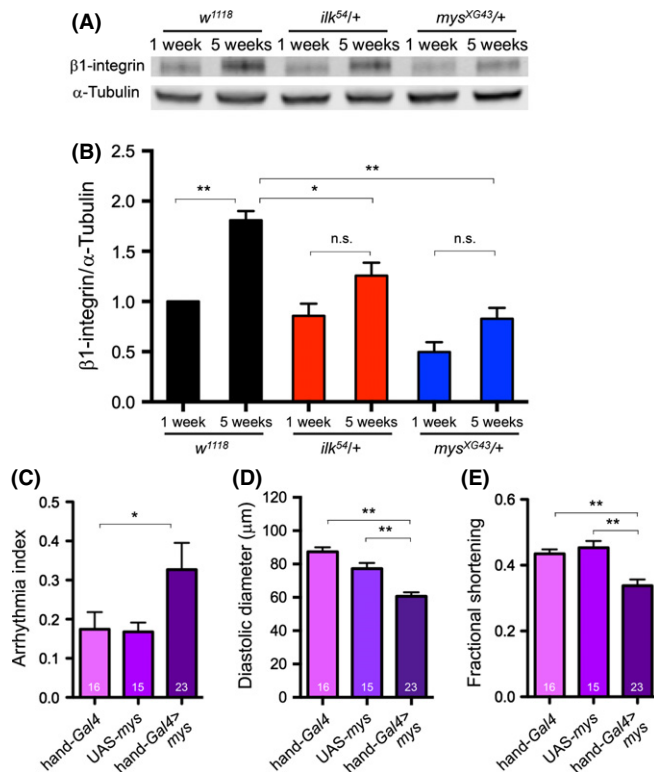 (A)
w1118 ilk54/+ mysXG43/+
1 week 5 weeks 1 week 5 weeks 1 week 5 weeks
β1-integrin
α-Tubulin
(B)
β1-integrin/α-Tubulin
2.5
2.0
1.5
1.0
0.5
0.0
**
*
**
n.s.
n.s.
1 week 5 weeks 1 week 5 weeks 1 week 5 weeks
w1118 ilk54/+ mysXG43/+
(C)
Arrhythmia index
0.5
0.4
0.3
0.2
0.1
0.0
*
16 15 23
hand-Gal4
UAS-mys
hand-Gal4>
mys
(D)
Diastolic diameter (μm)
120
100
80
60
40
20
0
**
**
16 15 23
hand-Gal4
UAS-mys
hand-Gal4>
mys
(E)
Fractional shortening
0.6
0.4
0.2
0.0
**
**
16 15 23
hand-Gal4
UAS-mys
hand-Gal4>
mys